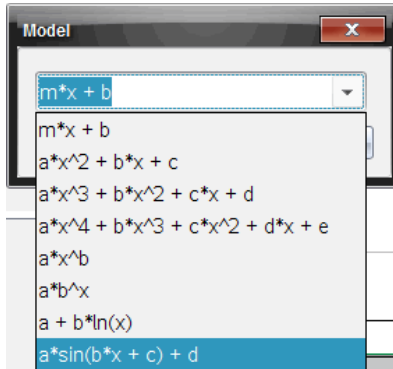 Model
m*x + b
m*x + b
a*x^2 + b*x + c
a*x^3 + b*x^2 + c*x + d
a*x^4 + b*x^3 + c*x^2 + d*x + e
a*x^b
a*b^x
a + b*ln(x)
a*sin(b*x + c) + d